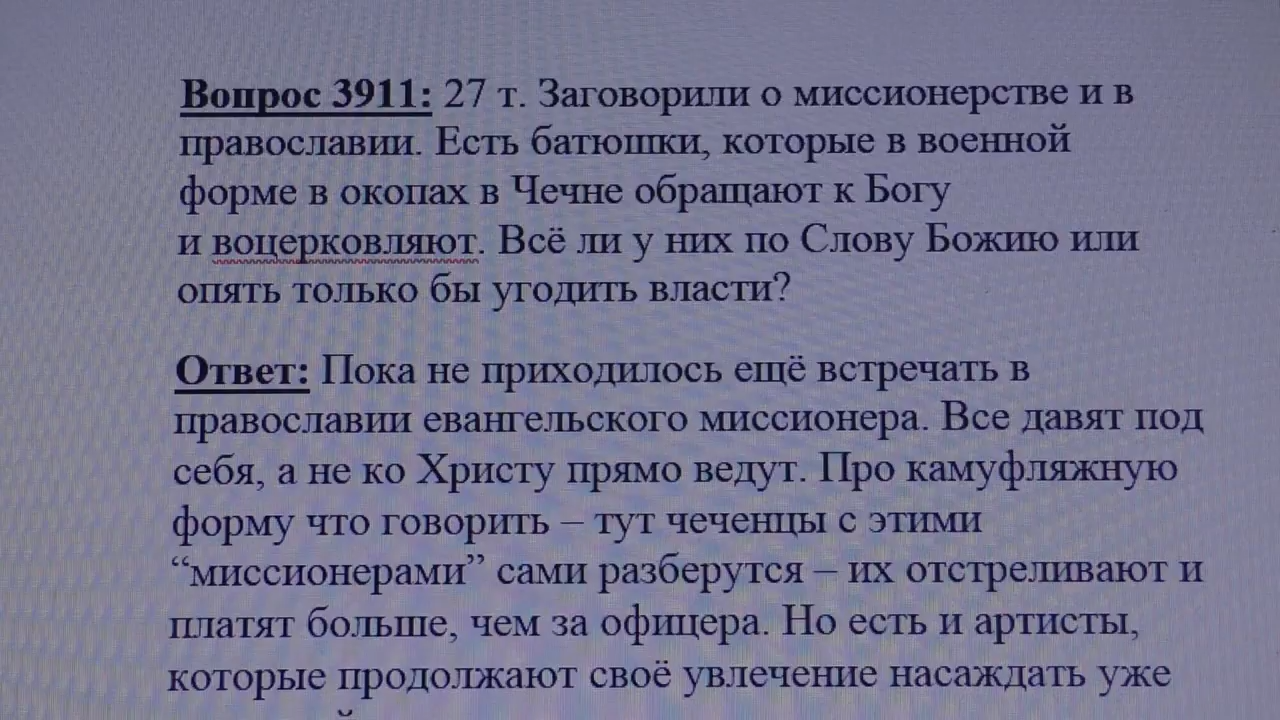 Вопрос 3911: 27 т. Заговорили о миссионерстве и в
православии. Есть батюшки, которые в военной
форме в окопах в Чечне обращают к Богу
и воцерковляют. Всё ли у них по Слову Божию или
опять только бы угодить власти?
Ответ: Пока не приходилось ещё встречать в
православии евангельского миссионера. Все давят под
себя, а не ко Христу прямо ведут. Про камуфляжную
форму что говорить – тут чеченцы с этими
“миссионерами” сами разберутся – их отстреливают и
платят больше, чем за офицера. Но есть и артисты,
которые продолжают своё увлечение насаждать уже